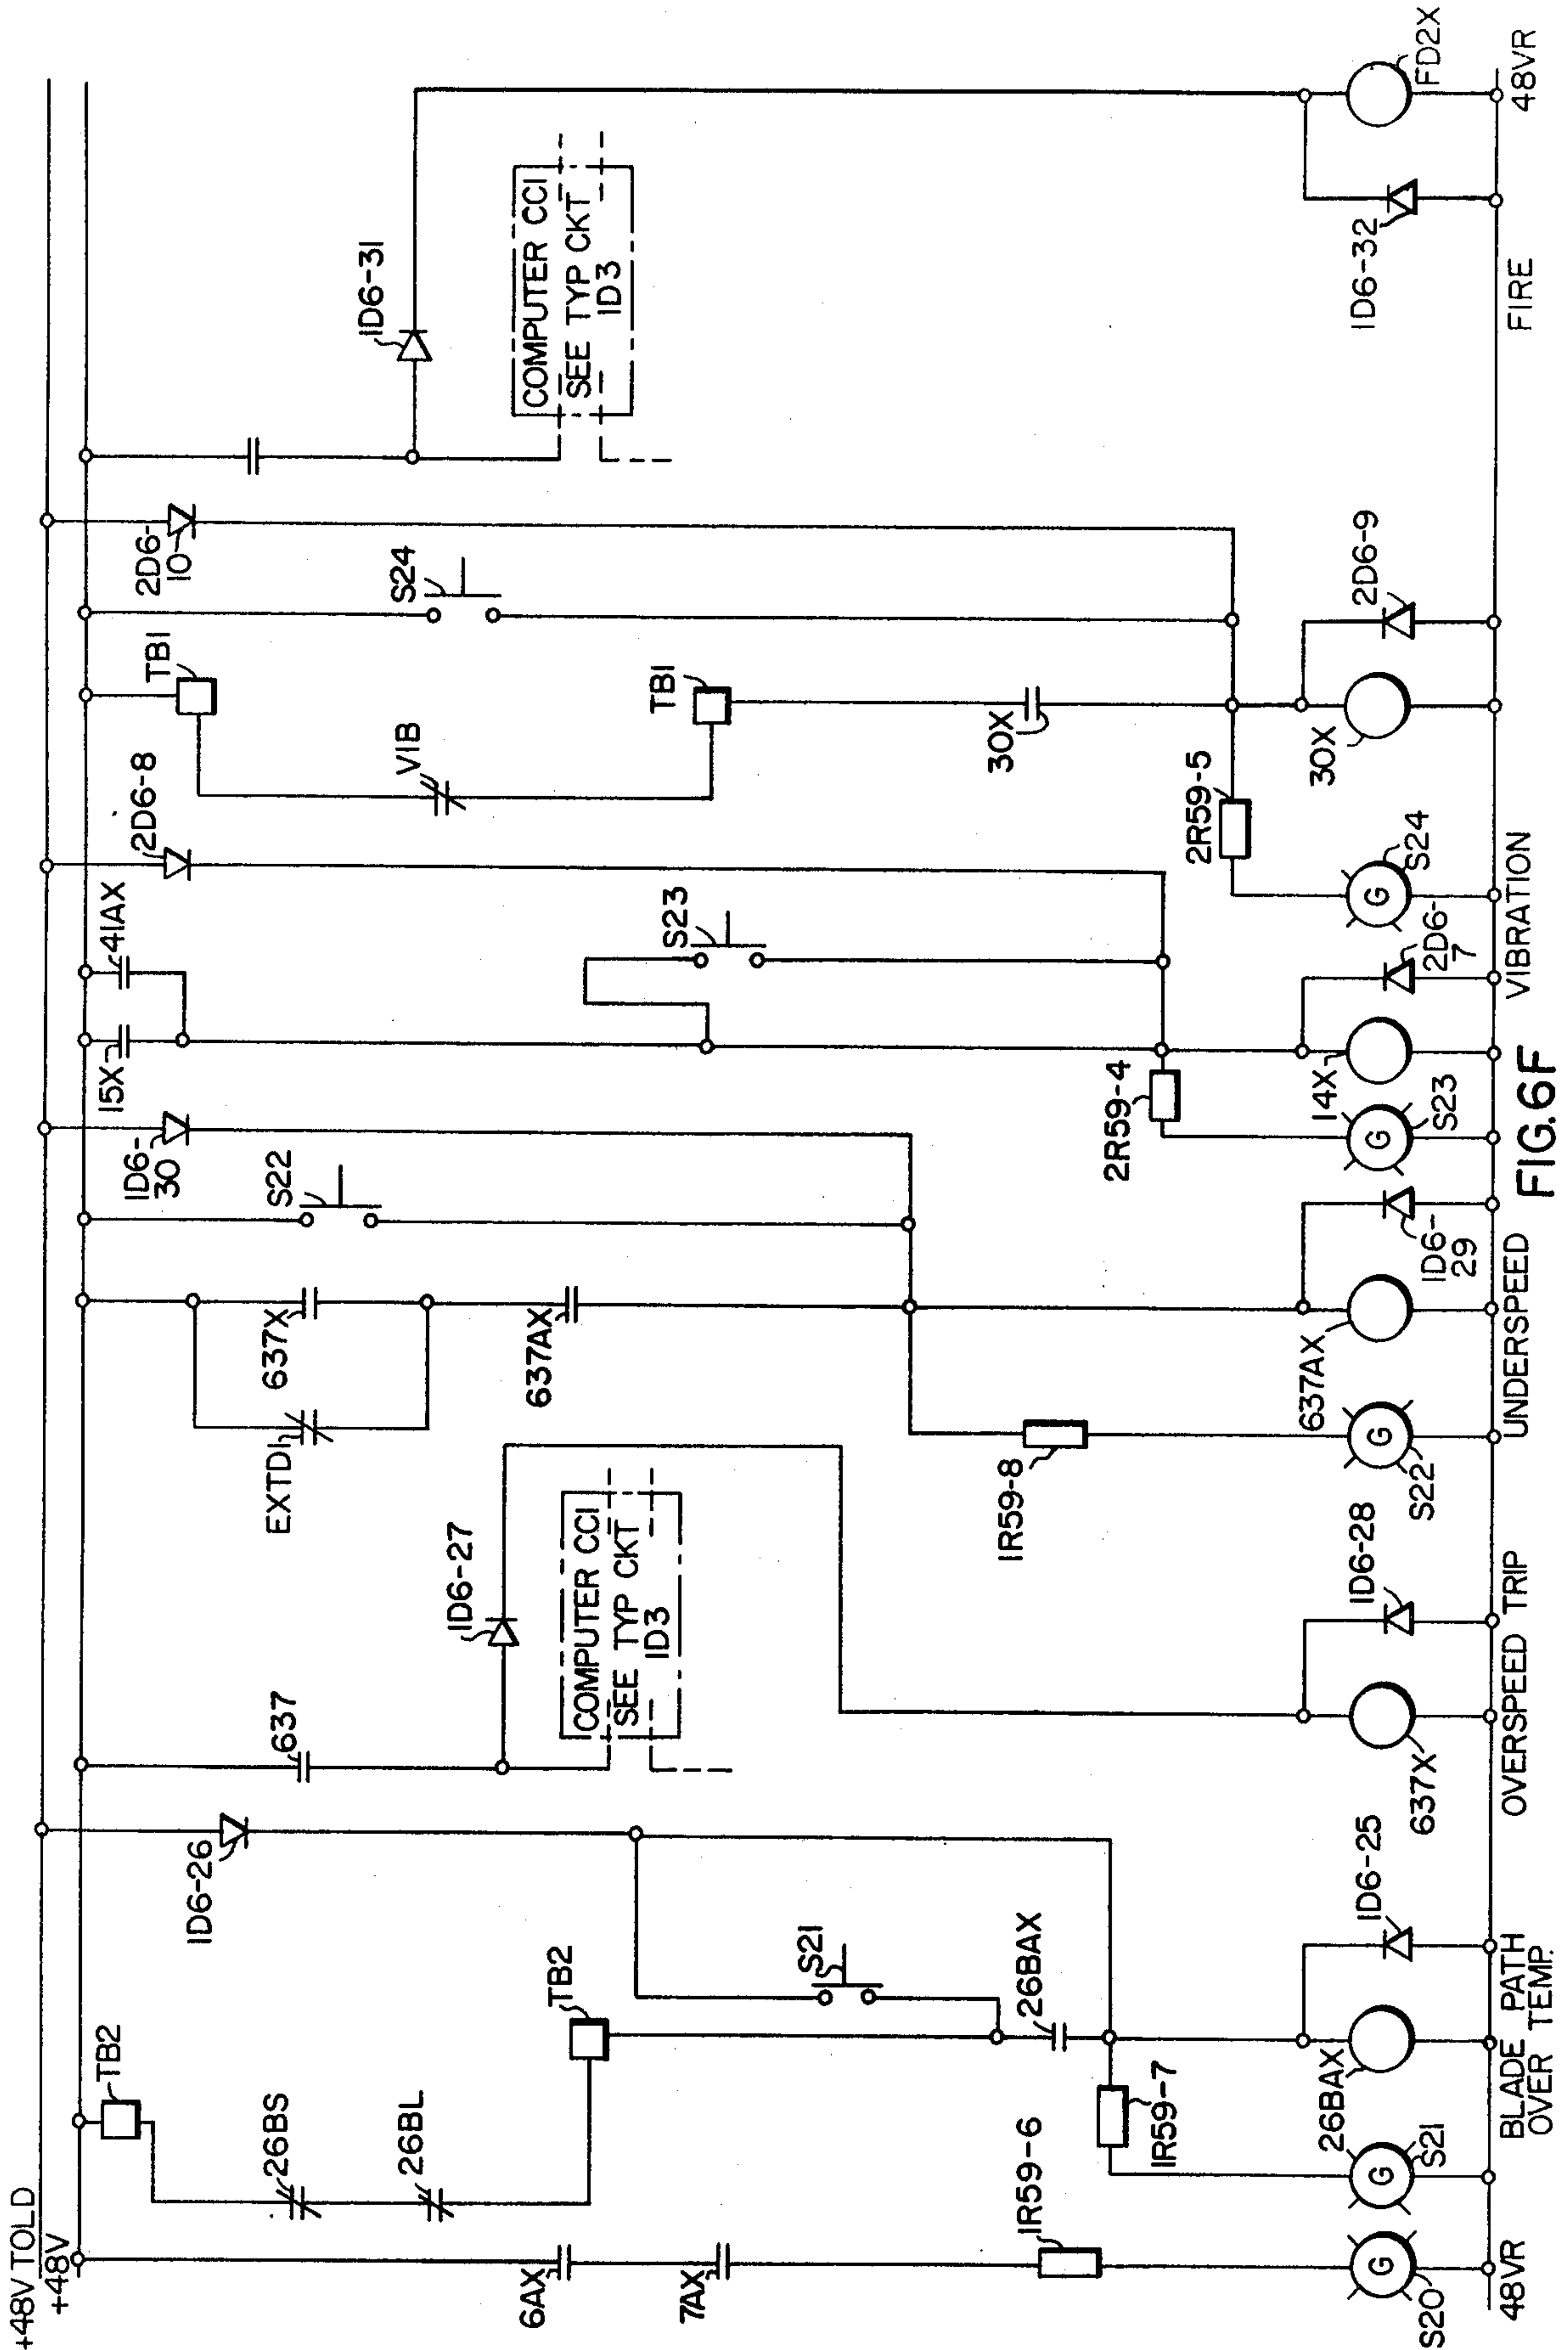 +48V TOLD
+48V
TB2
26BS
26BL
TB2
6AX
7AX
1R59-6
S20
G
48VR
1D6-26
S21
26BAX
1R59-7
G
S21
26BAX
1D6-25
BLADE PATH
OVER TEMP.
637
1D6-27
COMPUTER CCI
SEE TYP CKT
1D3
637X
1D6-28
OVERSPEED TRIP
EXTD1
637X
637AX
S22
1D6-
30
1R59-8
G
S22
637AX
1D6-
29
UNDERSPEED
15X
41AX
2D6-8
S23
2R59-4
G
S23
14X
2D6-
7
TB1
VIB
TB1
S24
2D6-
10
30X
2R59-5
G
S24
30X
2D6-9
VIBRATION
1D6-31
COMPUTER CCI
SEE TYP CKT
1D3
1D6-32
FD2X
FIRE
48VR
FIG.6F